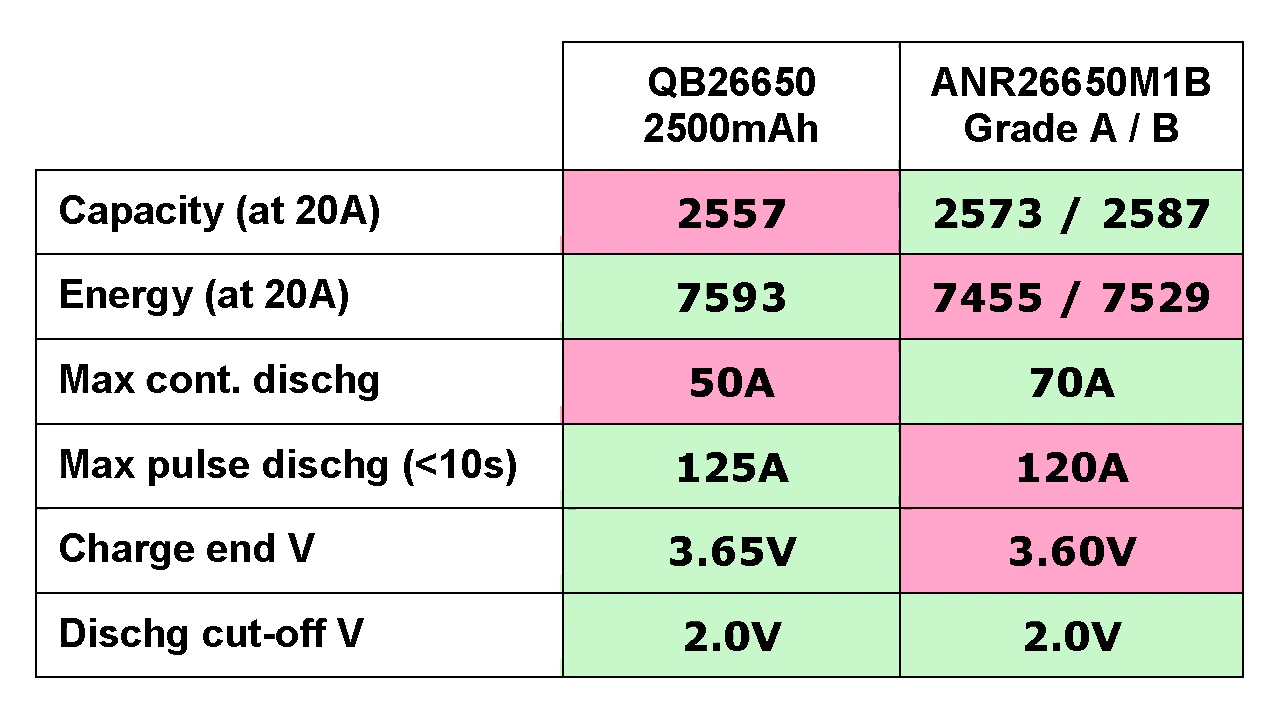 QB26650
2500mAh
ANR26650M1B
Grade A / B
Capacity (at 20A)
2557
2573 / 2587
Energy (at 20A)
7593
7455 / 7529
Max cont. dischg
50A
70A
Max pulse dischg (<10s)
125A
120A
Charge end V
3.65V
3.60V
Dischg cut-off V
2.0V
2.0V